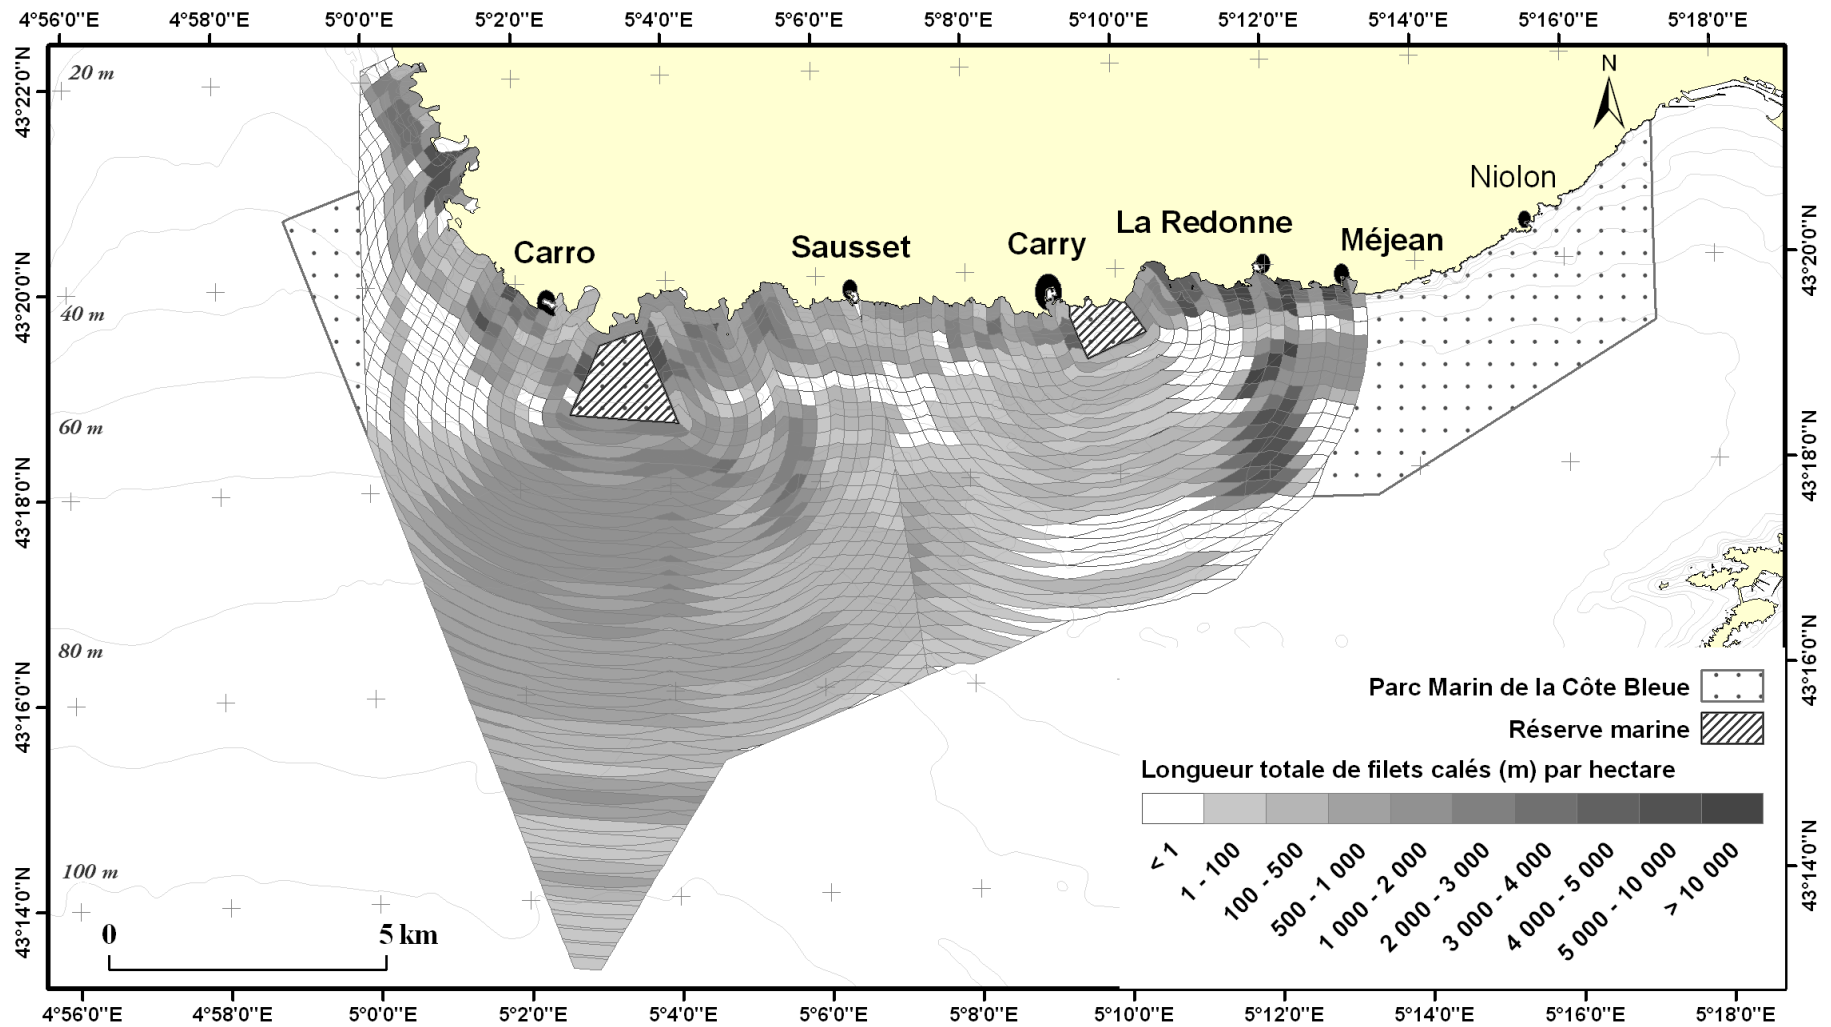 4°56'0"E 4°58'0"E 5°0'0"E 5°2'0"E 5°4'0"E 5°6'0"E 5°8'0"E 5°10'0"E 5°12'0"E 5°14'0"E 5°16'0"E 5°18'0"E
20 m
N
43°22'0"N
Niolon
La Redonne
Méjean
Carro
Sausset
Carry
43°20'0"N
43°20'0"N
40 m
60 m
43°18'0"N
43°18'0"N
80 m
43°16'0"N
43°16'0"N
Parc Marin de la Côte Bleue
Réserve marine
Longueur totale de filets calés (m) par hectare
< 1
1 - 100
100 - 500
500 - 1 000
1 000 - 2 000
2 000 - 3 000
3 000 - 4 000
4 000 - 5 000
5 000 - 10 000
> 10 000
100 m
43°14'0"N
43°14'0"N
0 5 km
4°56'0"E 4°58'0"E 5°0'0"E 5°2'0"E 5°4'0"E 5°6'0"E 5°8'0"E 5°10'0"E 5°12'0"E 5°14'0"E 5°16'0"E 5°18'0"E